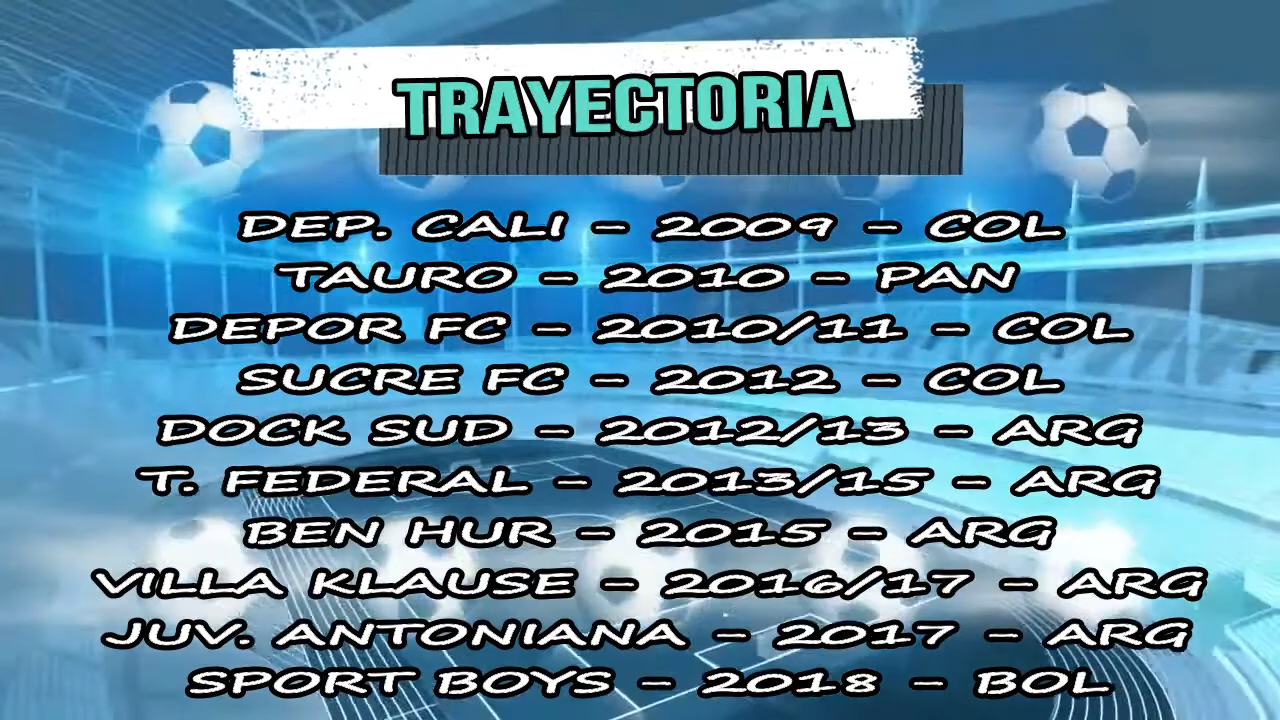 TRAYECTORIA
DEP. CALI - 2009 - COL
TAURO - 2010 - PAN
DEPOR FC - 2010/11 - COL
SUCRE FC - 2012 - COL
DOCK SUD - 2012/13 - ARG
T. FEDERAL - 2013/15 - ARG
BEN HUR - 2015 - ARG
VILLA KLAUSE - 2016/17 - ARG
JUV. ANTONIANA - 2017 - ARG
SPORT BOYS - 2018 - BOL